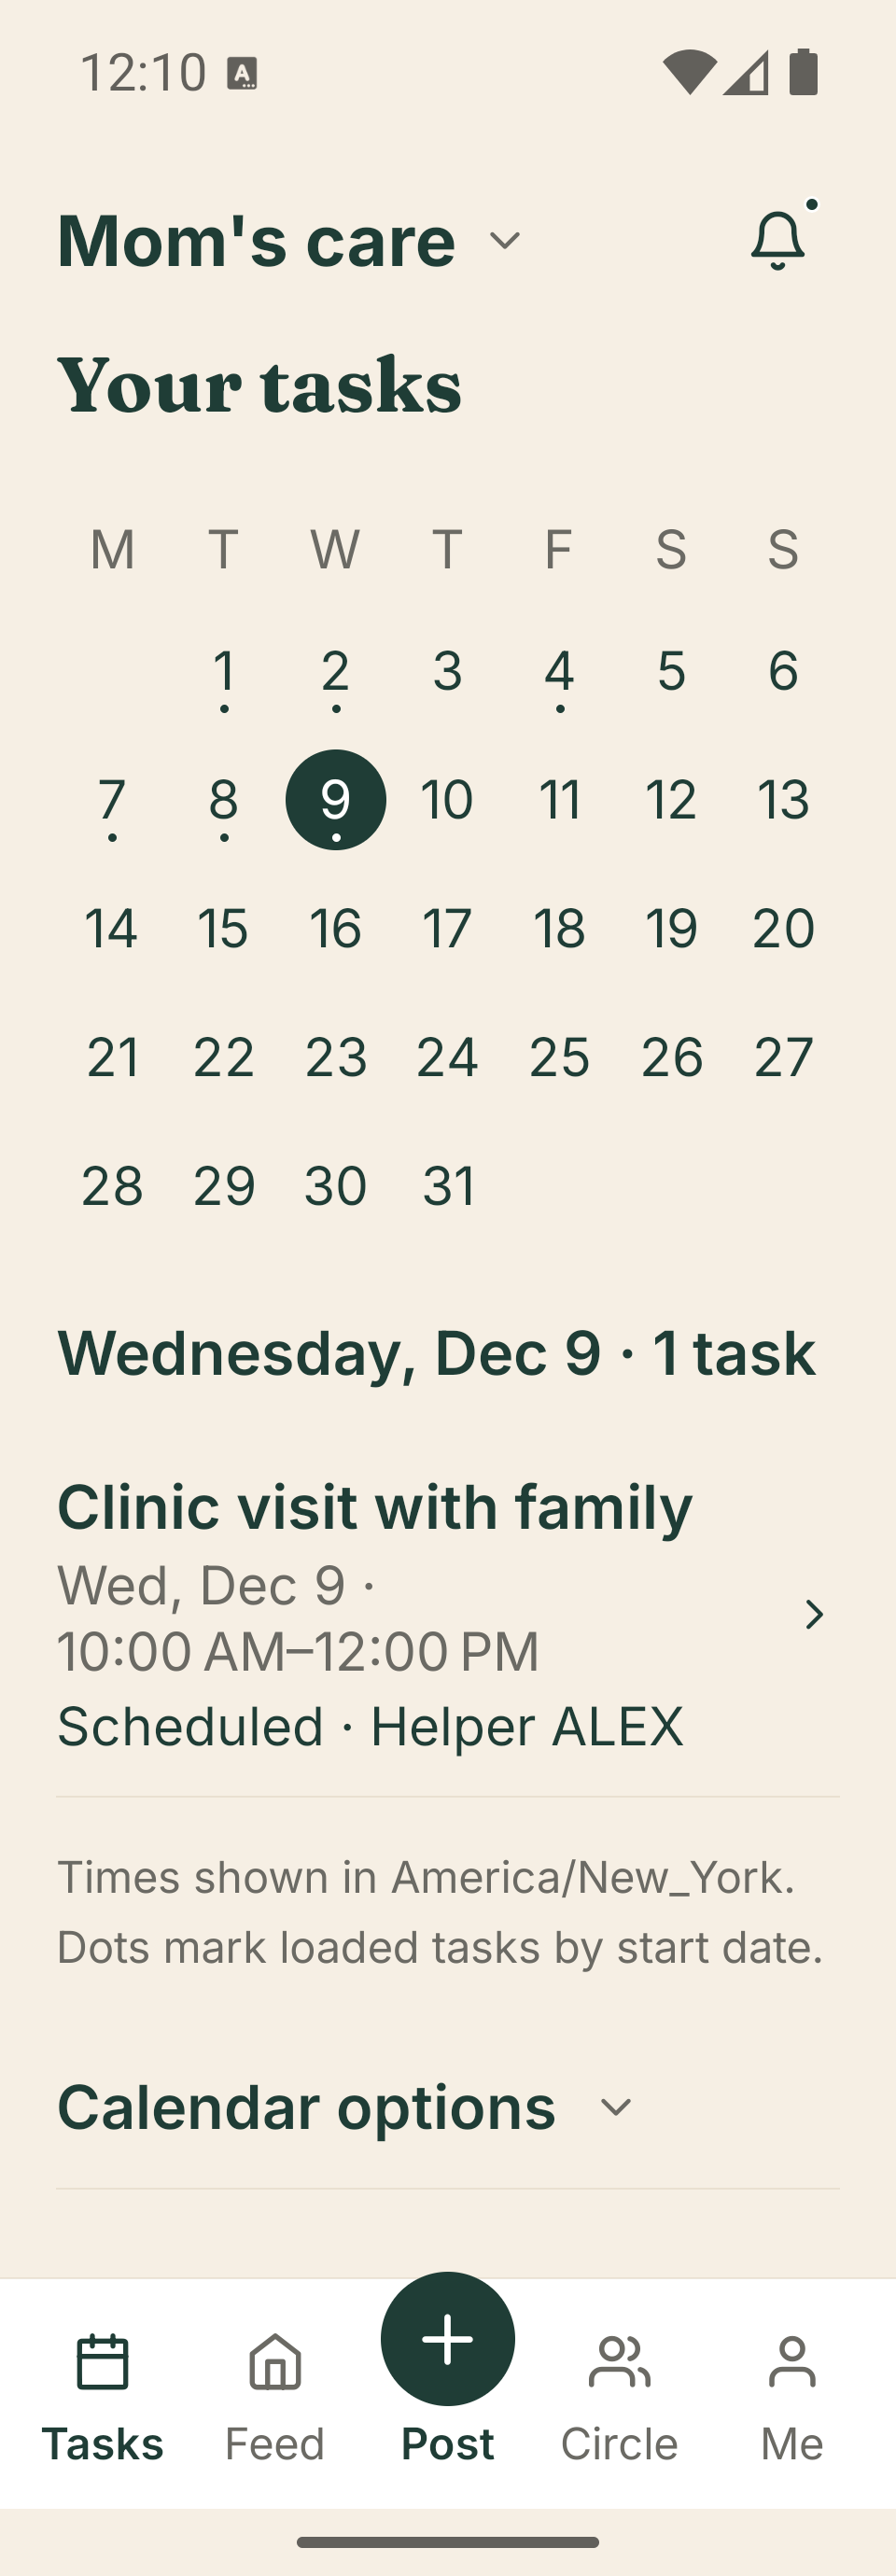 12:10
Mom's care
Your tasks
M T W T F S S
1 2 3 4 5 6
7 8 9 10 11 12 13
14 15 16 17 18 19 20
21 22 23 24 25 26 27
28 29 30 31
Wednesday, Dec 9 · 1 task
Clinic visit with family
Wed, Dec 9 ·
10:00 AM–12:00 PM
Scheduled · Helper ALEX
Times shown in America/New_York.
Dots mark loaded tasks by start date.
Calendar options
Tasks Feed Post Circle Me